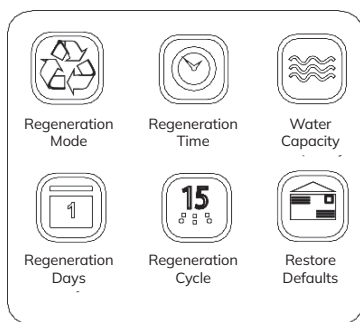 Regeneration
Mode
Regeneration
Time
Water
Capacity
1
15
Regeneration
Days
Regeneration
Cycle
Restore
Defaults